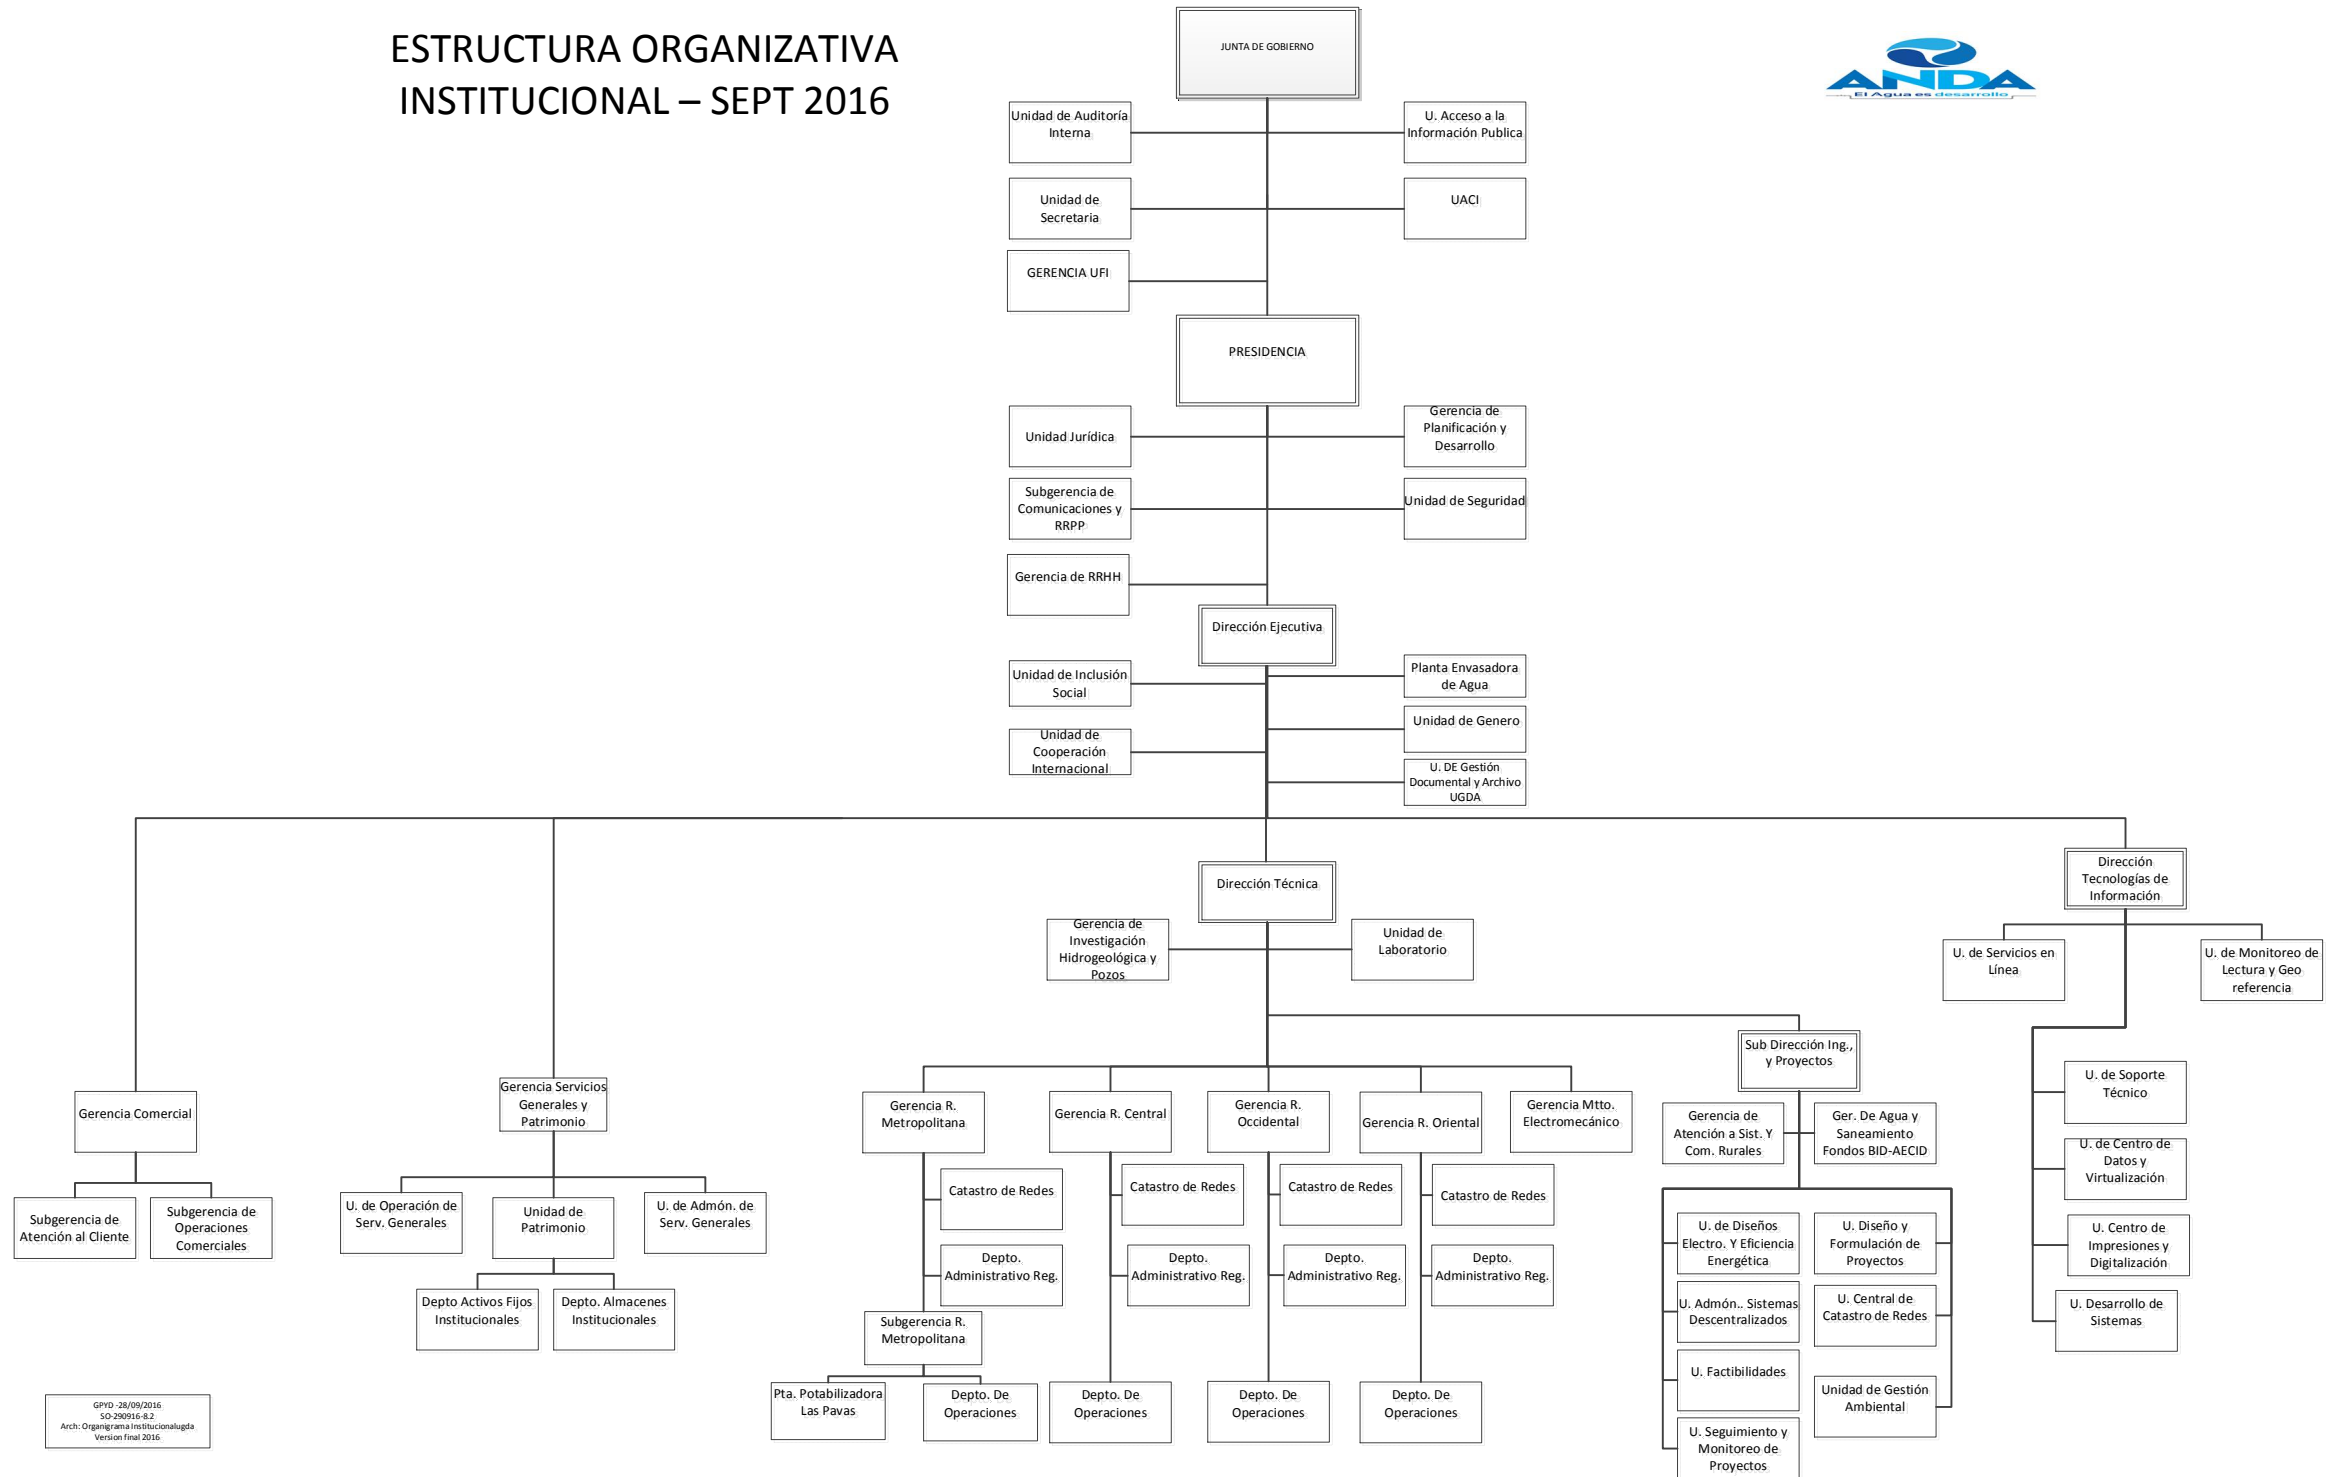 ESTRUCTURA ORGANIZATIVA
INSTITUCIONAL – SEPT 2016
JUNTA DE GOBIERNO
ANDA
El Agua es desarrollo
Unidad de Auditoría
Interna
U. Acceso a la
Información Publica
Unidad de
Secretaria
UACI
GERENCIA UFI
PRESIDENCIA
Unidad Jurídica
Gerencia de
Planificación y
Desarrollo
Subgerencia de
Comunicaciones y
RRPP
Unidad de Seguridad
Gerencia de RRHH
Dirección Ejecutiva
Unidad de Inclusión
Social
Planta Envasadora
de Agua
Unidad de Genero
Unidad de
Cooperación
Internacional
U. DE Gestión
Documental y Archivo
UGDA
Dirección Técnica
Dirección
Tecnologías de
Información
Gerencia de
Investigación
Hidrogeológica y
Pozos
Unidad de
Laboratorio
U. de Servicios en
Línea
U. de Monitoreo de
Lectura y Geo
referencia
Sub Dirección Ing.,
y Proyectos
Gerencia Comercial
Gerencia Servicios
Generales y
Patrimonio
Gerencia R.
Metropolitana
Gerencia R. Central
Gerencia R.
Occidental
Gerencia R. Oriental
Gerencia Mtto.
Electromecánico
Gerencia de
Atención a Sist. Y
Com. Rurales
Ger. De Agua y
Saneamiento
Fondos BID-AECID
U. de Soporte
Técnico
U. de Centro de
Datos y
Virtualización
U. Centro de
Impresiones y
Digitalización
U. Desarrollo de
Sistemas
Subgerencia de
Atención al Cliente
Subgerencia de
Operaciones
Comerciales
U. de Operación de
Serv. Generales
Unidad de
Patrimonio
U. de Admón. de
Serv. Generales
Depto Activos Fijos
Institucionales
Depto. Almacenes
Institucionales
Catastro de Redes
Catastro de Redes
Catastro de Redes
Catastro de Redes
Depto.
Administrativo Reg.
Depto.
Administrativo Reg.
Depto.
Administrativo Reg.
Depto.
Administrativo Reg.
Subgerencia R.
Metropolitana
Pta. Potabilizadora
Las Pavas
Depto. De
Operaciones
Depto. De
Operaciones
Depto. De
Operaciones
Depto. De
Operaciones
U. de Diseños
Electro. Y Eficiencia
Energética
U. Diseño y
Formulación de
Proyectos
U. Admón.. Sistemas
Descentralizados
U. Central de
Catastro de Redes
U. Factibilidades
Unidad de Gestión
Ambiental
U. Seguimiento y
Monitoreo de
Proyectos
GPYD -28/09/2016
SO-290916-8.2
Arch: Organigrama Institucionalugda
Version final 2016